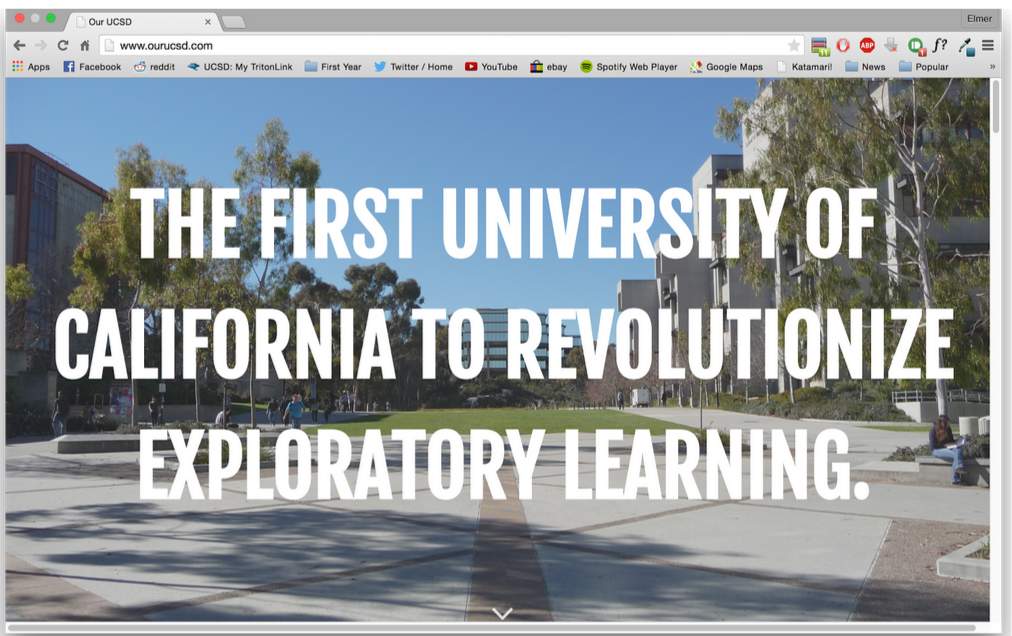 Our UCSD
Elmer
www.ourucsd.com
ABP
f?
Apps Facebook reddit UCSD: My TritonLink First Year Twitter / Home YouTube ebay Spotify Web Player Google Maps Katamari! News Popular »
THE FIRST UNIVERSITY OF
CALIFORNIA TO REVOLUTIONIZE
EXPLORATORY LEARNING.